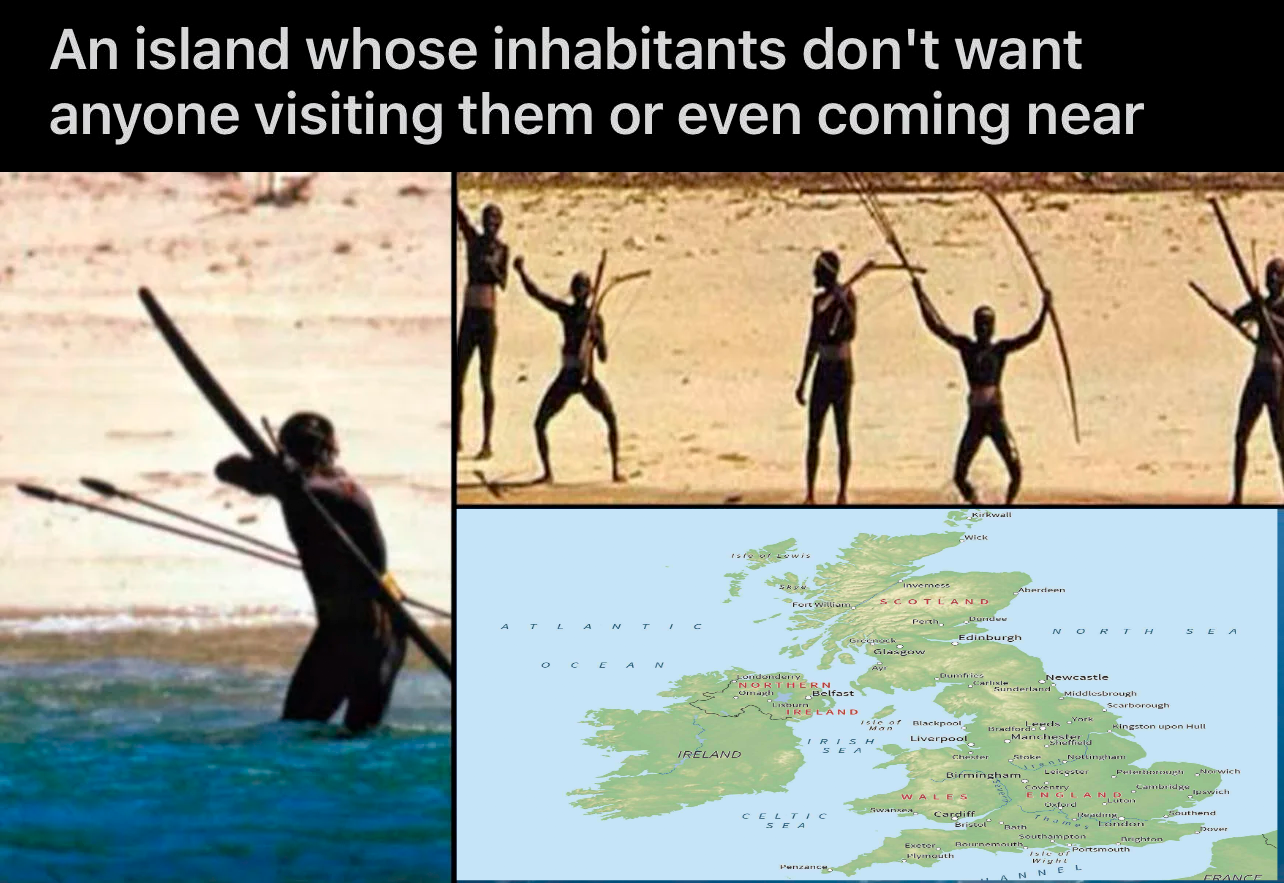 An island whose inhabitants don't want
anyone visiting them or even coming near
Kirkwall
Wick
Isle of Lewis
Skye
Inverness
Aberdeen
Fort William
SCOTLAND
ATLANTIC
OCEAN
Perth
Dundee
NORTH SEA
Greenock
Edinburgh
Glasgow
Ayr
Londonderry
NORTHERN
IRELAND
Omagh
Belfast
Lisburn
Dumfries
Carlisle
Newcastle
Sunderland
Middlesbrough
Scarborough
Isle of
Man
Blackpool
Bradford
Leeds
York
Kingston upon Hull
IRISH
SEA
Liverpool
Manchester
Sheffield
IRELAND
Chester
Stoke
Nottingham
Birmingham
Leicester
Peterborough
Norwich
Coventry
Cambridge
Ipswich
WALES
ENGLAND
Oxford
Luton
CELTIC
SEA
Swansea
Cardiff
Reading
Southend
Bristol
Bath
Thames
London
Dover
Southampton
Brighton
Exeter
Bournemouth
Portsmouth
Isle of
Wight
Plymouth
Penzance
HANNEL
FRANCE